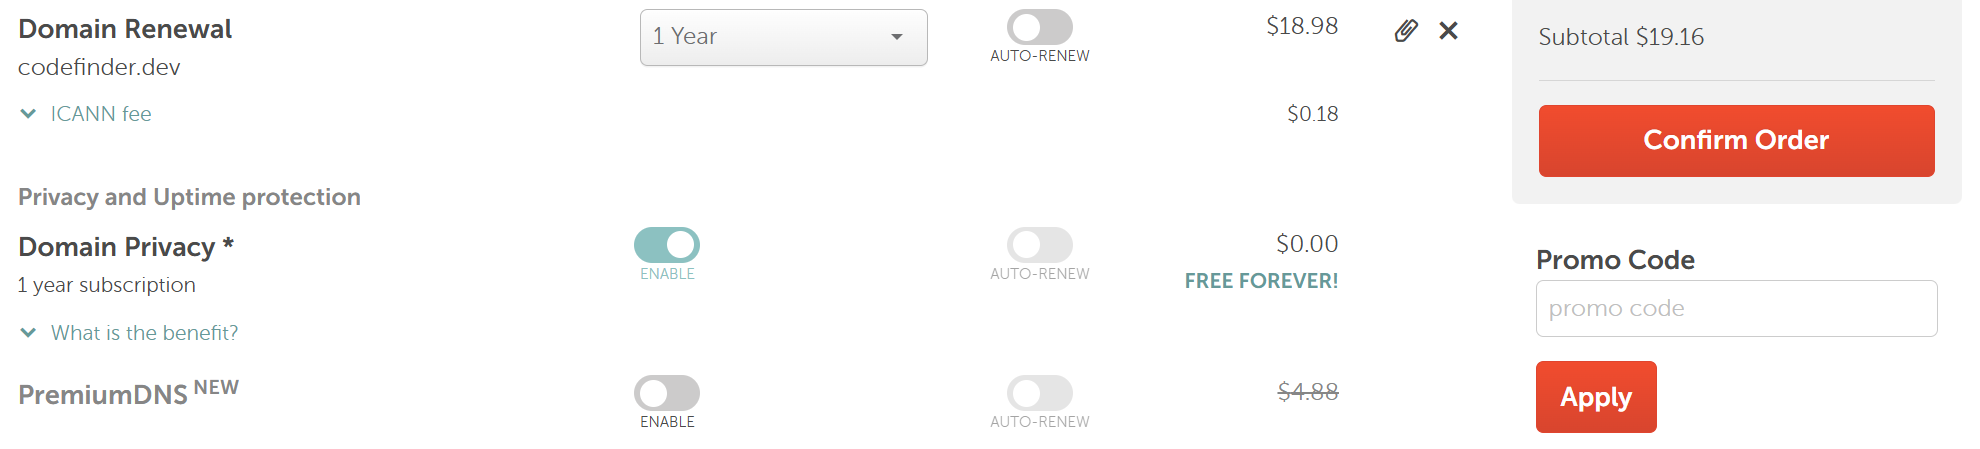 Domain Renewal
codefinder.dev
1 Year
AUTO-RENEW
$18.98
ICANN fee
$0.18
Privacy and Uptime protection
Domain Privacy *
1 year subscription
ENABLE
AUTO-RENEW
$0.00
FREE FOREVER!
What is the benefit?
PremiumDNS NEW
ENABLE
AUTO-RENEW
$4.88
Subtotal $19.16
Confirm Order
Promo Code
promo code
Apply